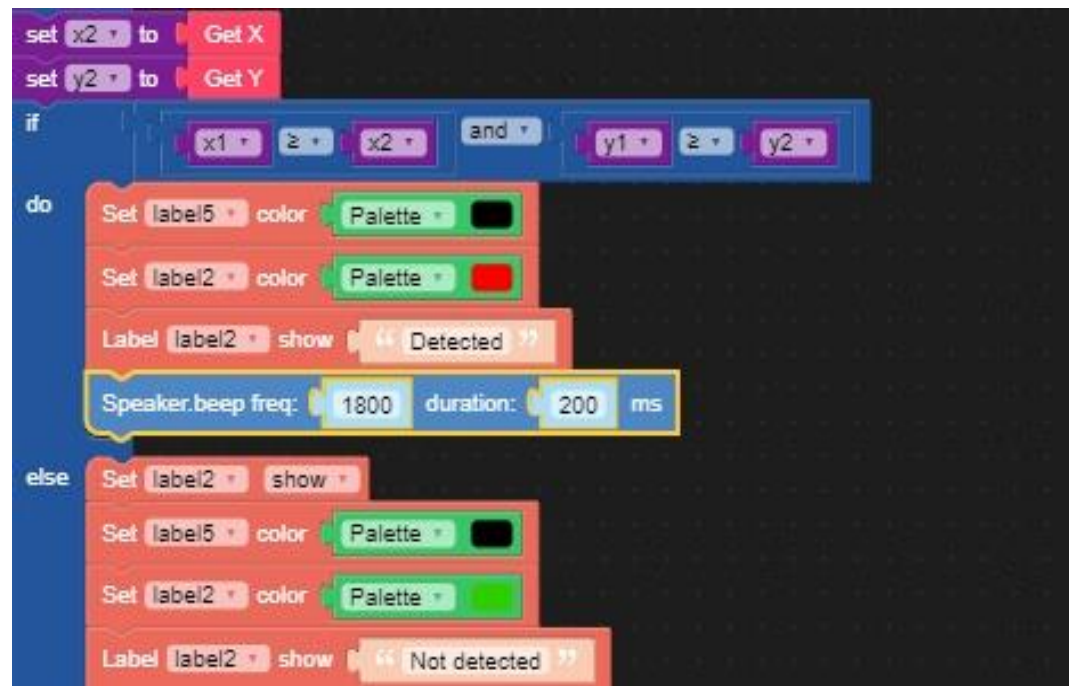 set x2 to Get X
set y2 to Get Y
if x1 ≥ x2 and y1 ≥ y2
do Set label5 color Palette
Set label2 color Palette
Label label2 show “ Detected ”
Speaker.beep freq: 1800 duration: 200 ms
else Set label2 show
Set label5 color Palette
Set label2 color Palette
Label label2 show “ Not detected ”